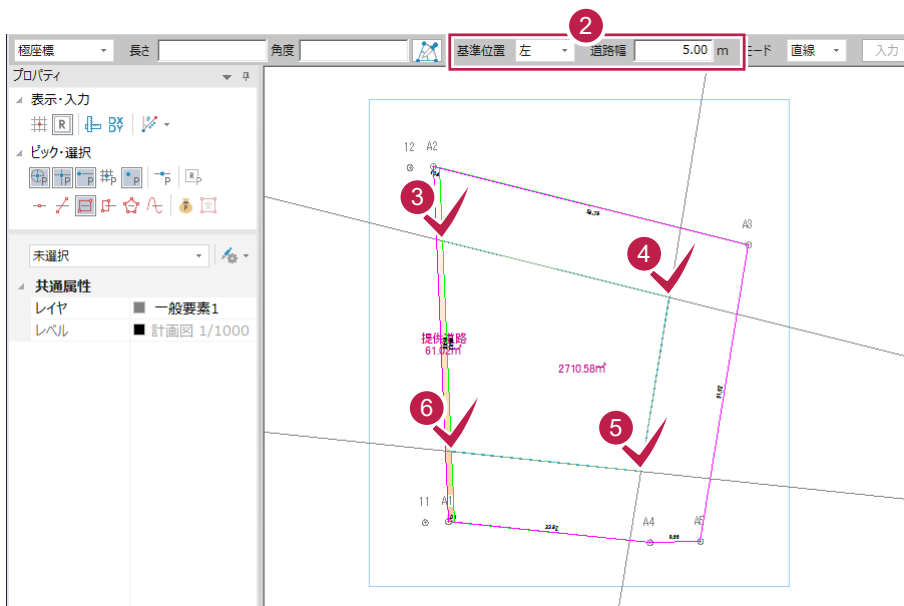 2
極座標 長さ 角度 基準位置 左 道路幅 5.00 m モード 直線 入力
プロパティ
表示・入力
R DX DY
ピック・選択
未選択
共通属性
レイヤ 一般要素1
レベル 計画図 1/1000
12 A2
3
A3
4
提供道路
61.02㎡
2710.58㎡
6
5
11 A1
A4 A5